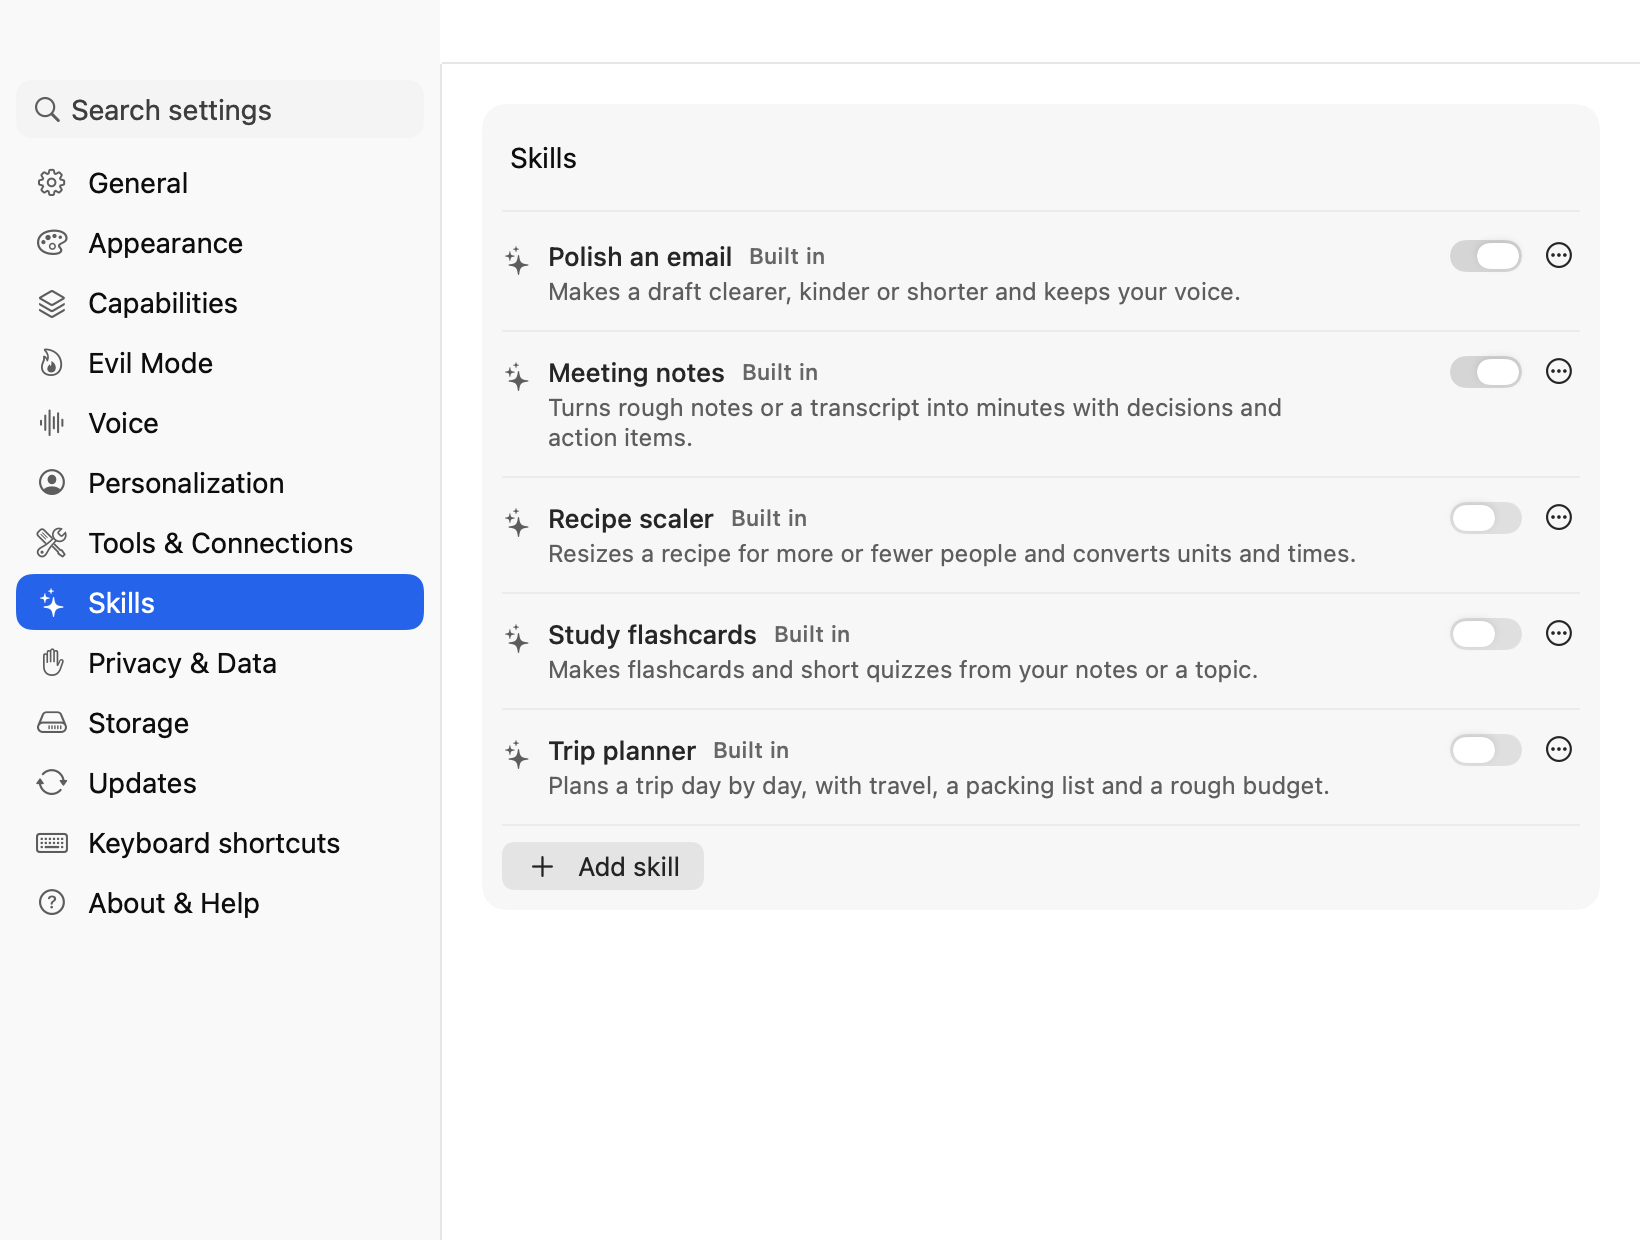 Search settings
General
Appearance
Capabilities
Evil Mode
Voice
Personalization
Tools & Connections
Skills
Privacy & Data
Storage
Updates
Keyboard shortcuts
About & Help
Skills
Polish an email Built in
Makes a draft clearer, kinder or shorter and keeps your voice.
Meeting notes Built in
Turns rough notes or a transcript into minutes with decisions and
action items.
Recipe scaler Built in
Resizes a recipe for more or fewer people and converts units and times.
Study flashcards Built in
Makes flashcards and short quizzes from your notes or a topic.
Trip planner Built in
Plans a trip day by day, with travel, a packing list and a rough budget.
Add skill